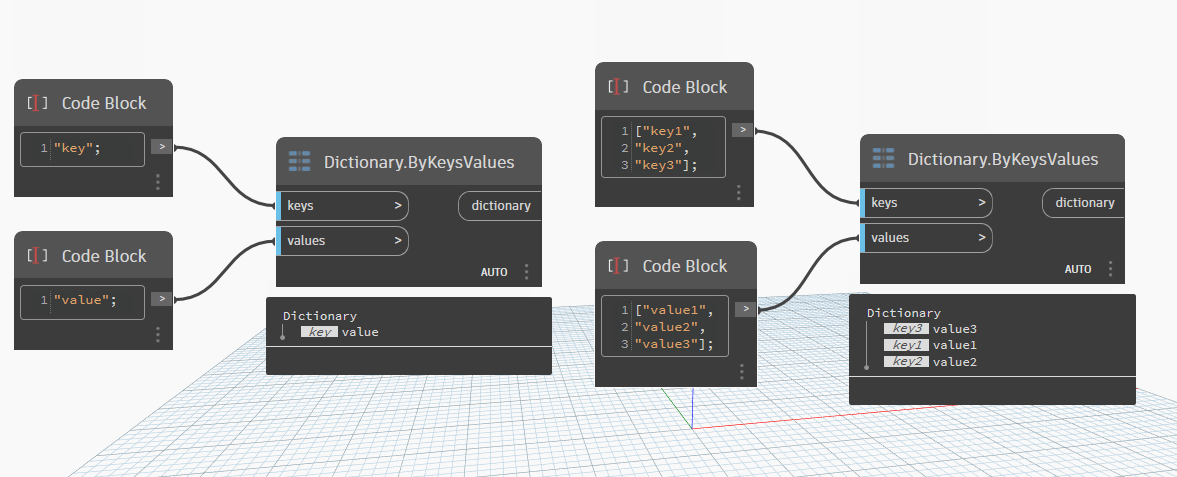 Code Block
1 "key";
>
Code Block
1 "value";
>
Dictionary.ByKeysValues
keys >
dictionary
values >
AUTO
Dictionary
key value
Code Block
1 ["key1",
2 "key2",
3 "key3"];
>
Code Block
1 ["value1",
2 "value2",
3 "value3"];
>
Dictionary.ByKeysValues
keys >
dictionary
values >
AUTO
Dictionary
key3 value3
key1 value1
key2 value2